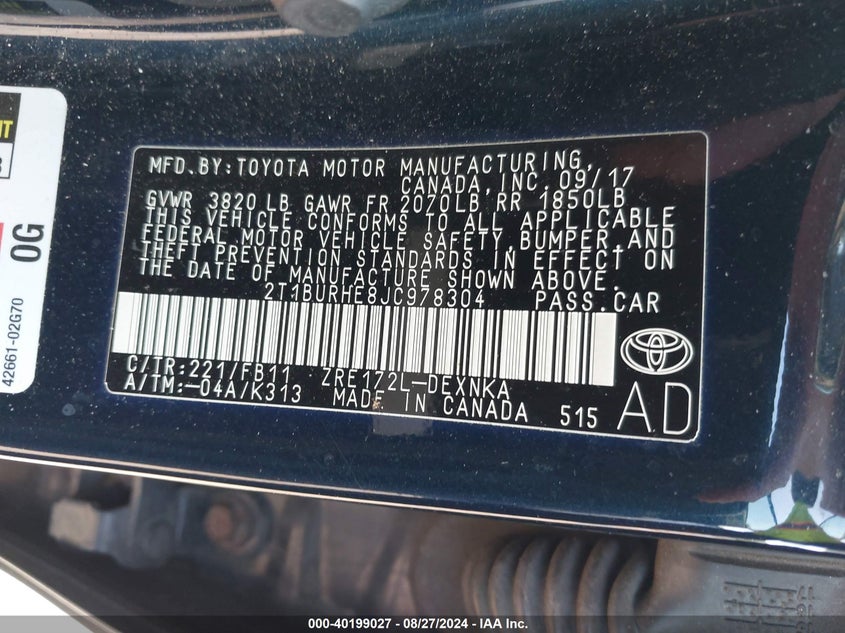 MFD.BY:TOYOTA MOTOR MANUFACTURING,
CANADA,INC.09/17
GVWR 3820LB GAWR FR 2070LB RR 1850LB
THIS VEHICLE CONFORMS TO ALL APPLICABLE
FEDERAL MOTOR VEHICLE SAFETY,BUMPER,AND
THEFT PREVENTION STANDARDS IN EFFECT ON
THE DATE OF MANUFACTURE SHOWN ABOVE.
2T1BURHE8JC978304 PASS.CAR
C/TR:221/FB11 ZRE172L-DEXNKA
A/TM:-04A/K313 MADE IN CANADA 515
AD
0G
42661-02G70
000-40199027 - 08/27/2024 - IAA Inc.